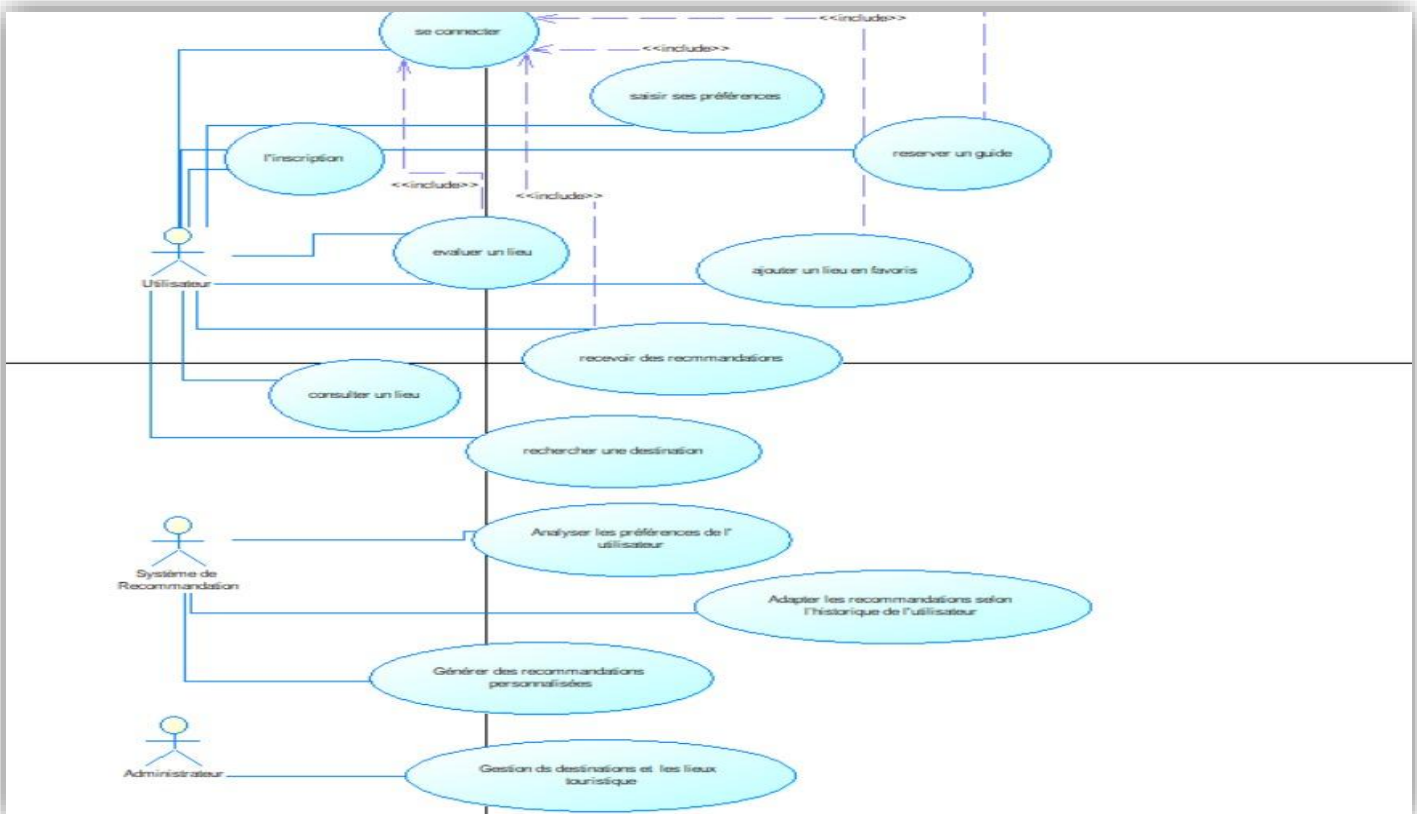 se connecter
<<include>>
<<include>>
saisir ses préférences
l'inscription
reserver un guide
<<include>>
<<include>>
evaluer un lieu
ajouter un lieu en favoris
Utilisateur
recevoir des recmmandations
consulter un lieu
rechercher une destination
Analyser les préférences de l'
utilisateur
Système de
Recommandation
Adapter les recommandations selon
l'historique de l'utilisateur
Générer des recommandations
personnalisées
Administrateur
Gestion ds destinations et les lieux
touristique